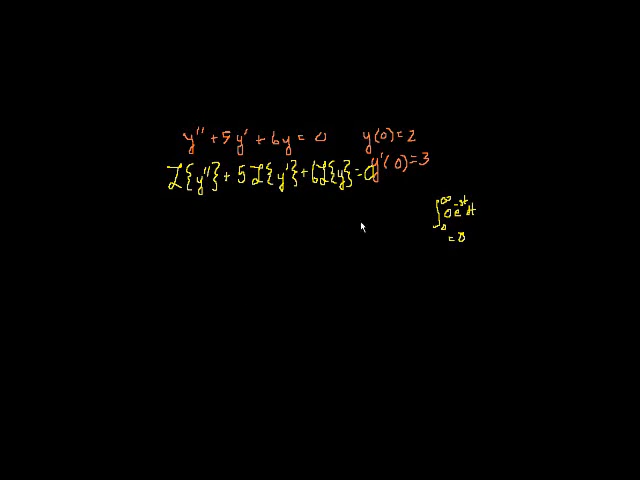 y'' + 5y' + 6y = 0 y(0) = 2
y'(0) = 3
ℒ{y''} + 5ℒ{y'} + 6ℒ{y} = 0
∫₀^∞ 0e^{-st} dt
= 0